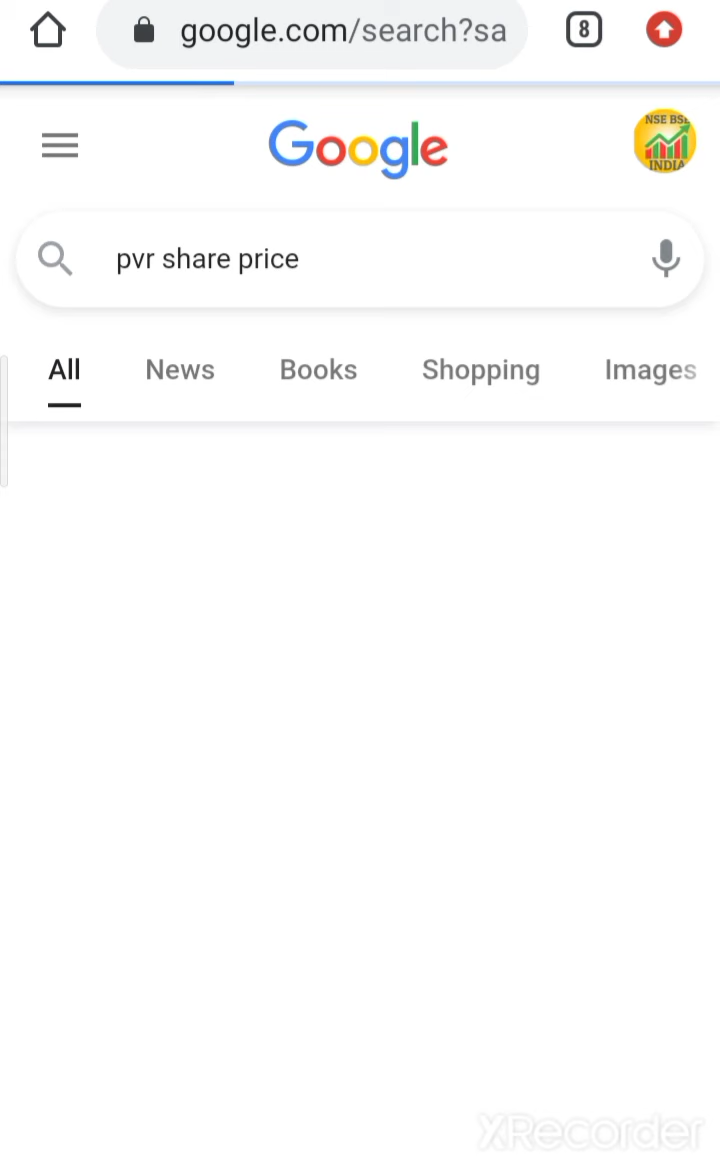 google.com/search?sa
8
Google
NSE BSE
INDIA
pvr share price
All News Books Shopping Images
XRecorder